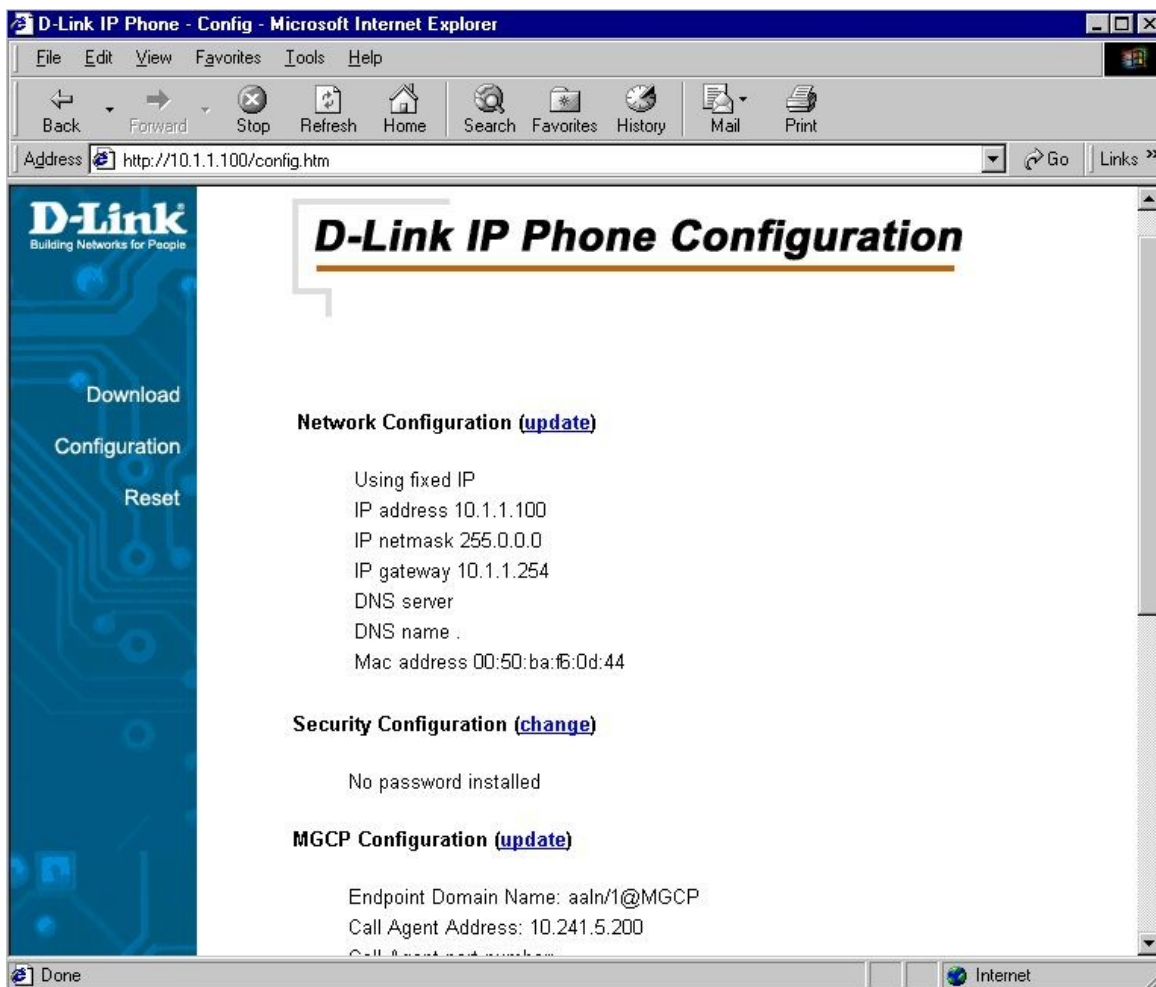 D-Link IP Phone - Config - Microsoft Internet Explorer
File Edit View Favorites Tools Help
Back Forward Stop Refresh Home Search Favorites History Mail Print
Address http://10.1.1.100/config.htm Go Links »
D-Link
Building Networks for People
Download
Configuration
Reset
D-Link IP Phone Configuration
Network Configuration (update)
Using fixed IP
IP address 10.1.1.100
IP netmask 255.0.0.0
IP gateway 10.1.1.254
DNS server
DNS name .
Mac address 00:50:ba:f6:0d:44
Security Configuration (change)
No password installed
MGCP Configuration (update)
Endpoint Domain Name: aaln/1@MGCP
Call Agent Address: 10.241.5.200
Call Agent port number:
Done Internet